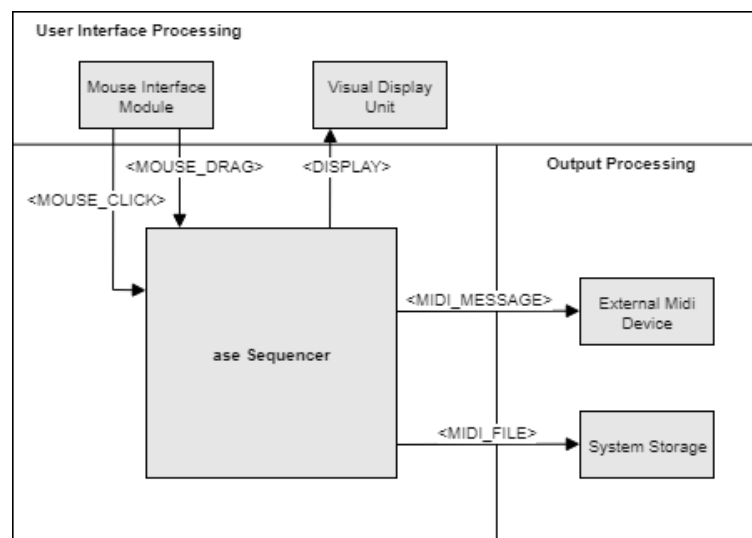 User Interface Processing
Mouse Interface
Module
Visual Display
Unit
<MOUSE_DRAG>
<DISPLAY>
Output Processing
<MOUSE_CLICK>
<MIDI_MESSAGE>
External Midi
Device
ase Sequencer
<MIDI_FILE>
System Storage